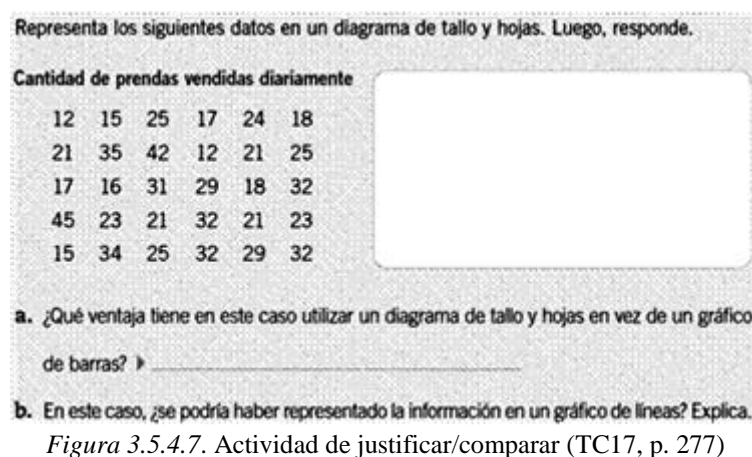 Representa los siguientes datos en un diagrama de tallo y hojas. Luego, responde.
Cantidad de prendas vendidas diariamente
12 15 25 17 24 18
21 35 42 12 21 25
17 16 31 29 18 32
45 23 21 32 21 23
15 34 25 32 29 32
a. ¿Qué ventaja tiene en este caso utilizar un diagrama de tallo y hojas en vez de un gráfico
de barras?
b. En este caso, ¿se podría haber representado la información en un gráfico de líneas? Explica.
Figura 3.5.4.7. Actividad de justificar/comparar (TC17, p. 277)